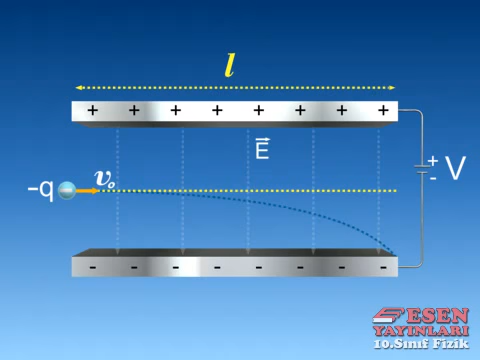 l
+ + + + + + + +
E
-q v₀
+
- V
- - - - - - - -
ESEN
YAYINLARI
10.Sınıf Fizik